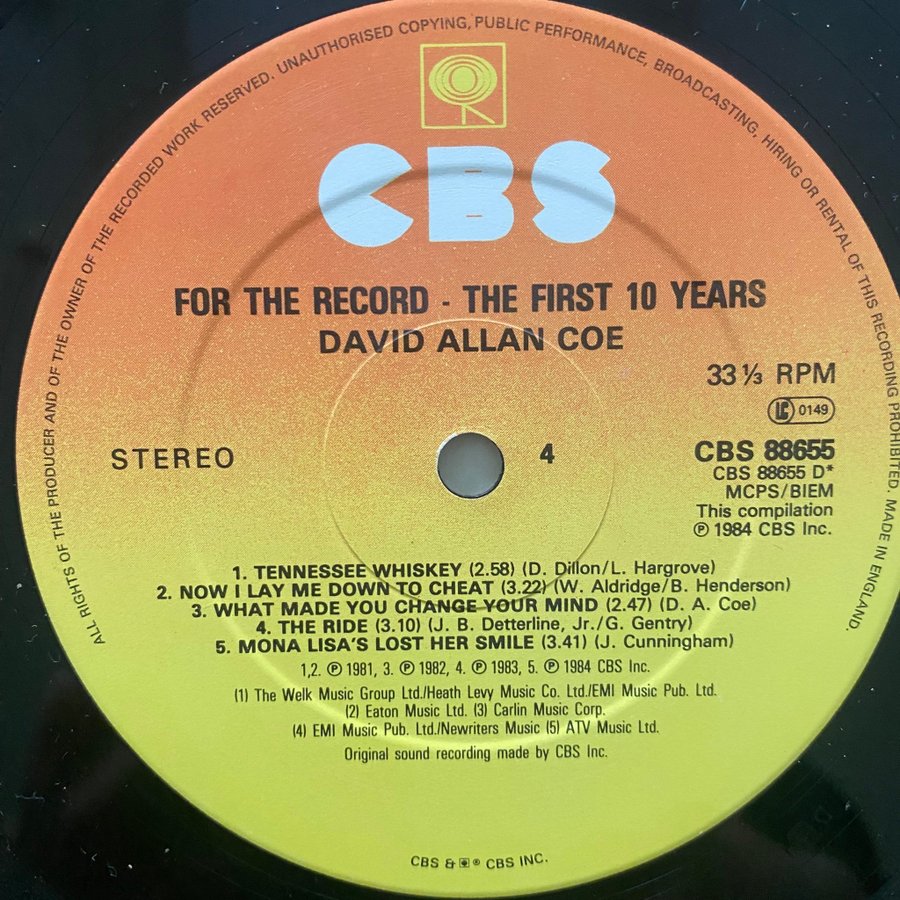 ALL RIGHTS OF THE PRODUCER AND OF THE OWNER OF THE RECORDED WORK RESERVED. UNAUTHORISED COPYING, PUBLIC PERFORMANCE, BROADCASTING, HIRING OR RENTAL OF THIS RECORDING PROHIBITED. MADE IN ENGLAND.
CBS
FOR THE RECORD - THE FIRST 10 YEARS
DAVID ALLAN COE
33 ⅓ RPM
LC 0149
STEREO
4
CBS 88655
CBS 88655 D*
MCPS/BIEM
This compilation
℗ 1984 CBS Inc.
1. TENNESSEE WHISKEY (2.58) (D. Dillon/L. Hargrove)
2. NOW I LAY ME DOWN TO CHEAT (3.22) (W. Aldridge/B. Henderson)
3. WHAT MADE YOU CHANGE YOUR MIND (2.47) (D. A. Coe)
4. THE RIDE (3.10) (J. B. Detterline, Jr./G. Gentry)
5. MONA LISA'S LOST HER SMILE (3.41) (J. Cunningham)
1,2. ℗ 1981, 3. ℗ 1982, 4. ℗ 1983, 5. ℗ 1984 CBS Inc.
(1) The Welk Music Group Ltd./Heath Levy Music Co. Ltd./EMI Music Pub. Ltd.
(2) Eaton Music Ltd. (3) Carlin Music Corp.
(4) EMI Music Pub. Ltd./Newriters Music (5) ATV Music Ltd.
Original sound recording made by CBS Inc.
CBS & ® CBS INC.